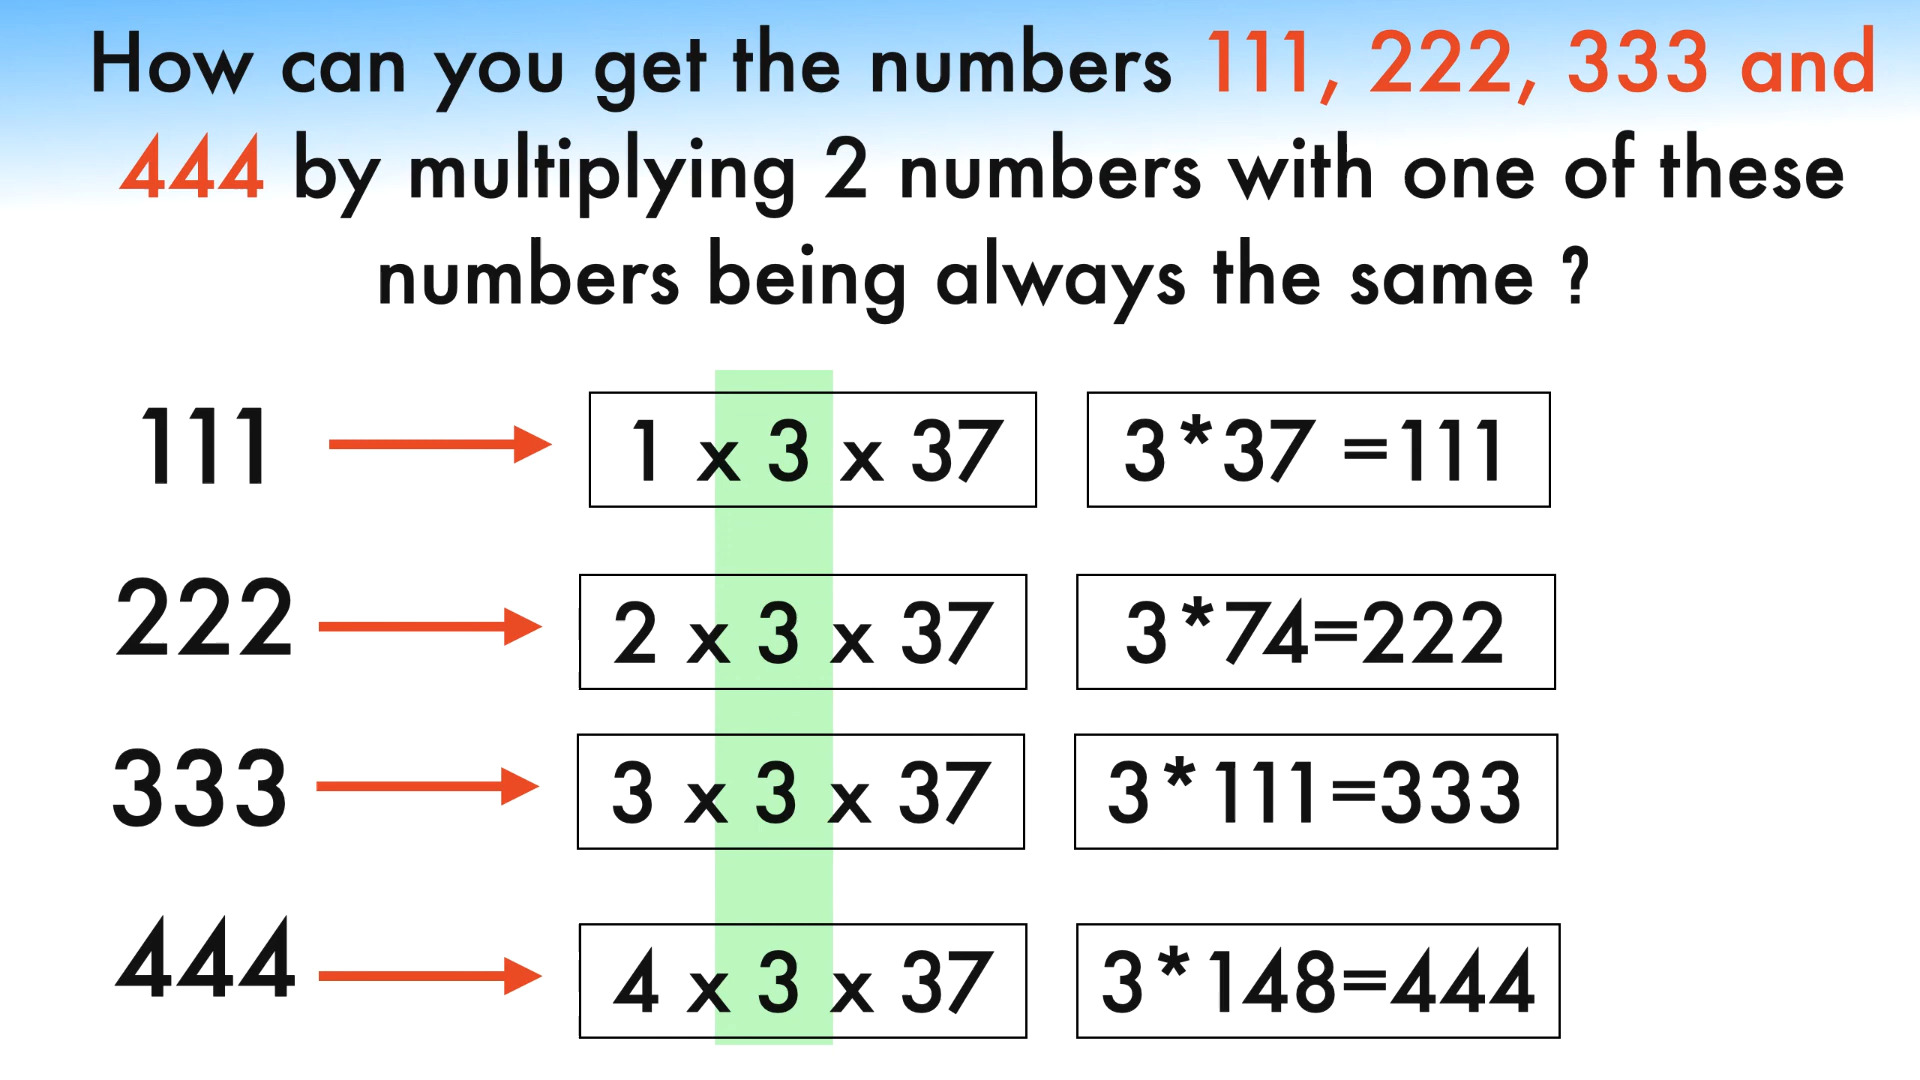 How can you get the numbers 111, 222, 333 and
444 by multiplying 2 numbers with one of these
numbers being always the same ?
111 1 x 3 x 37 3*37 =111
222 2 x 3 x 37 3*74=222
333 3 x 3 x 37 3*111=333
444 4 x 3 x 37 3*148=444